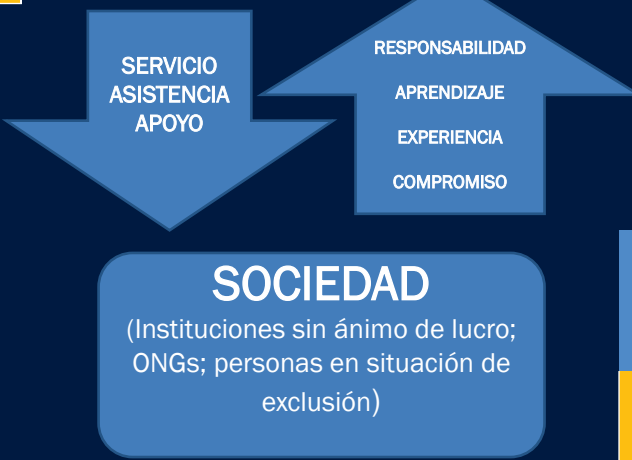 SERVICIO
ASISTENCIA
APOYO
RESPONSABILIDAD
APRENDIZAJE
EXPERIENCIA
COMPROMISO
SOCIEDAD
(Instituciones sin ánimo de lucro;
ONGs; personas en situación de
exclusión)